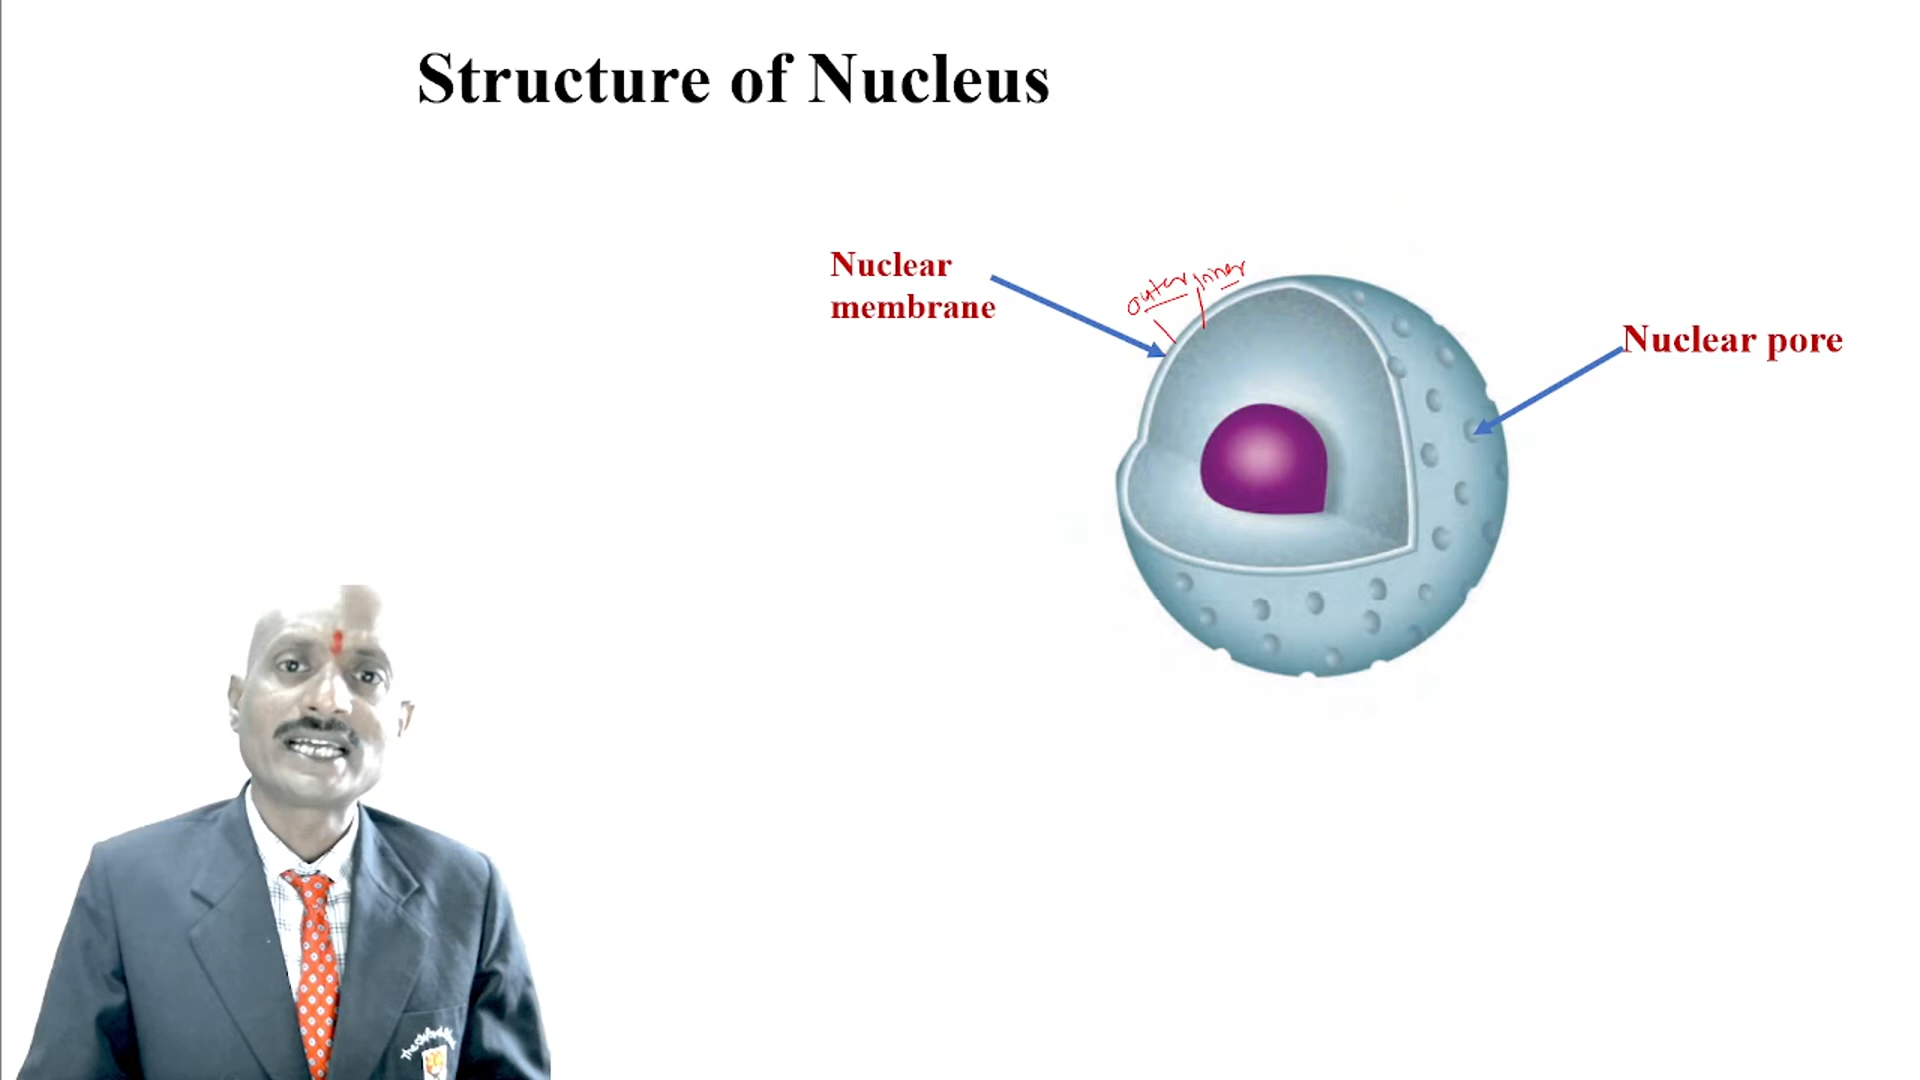 Structure of Nucleus
Nuclear
membrane
outer inner
Nuclear pore